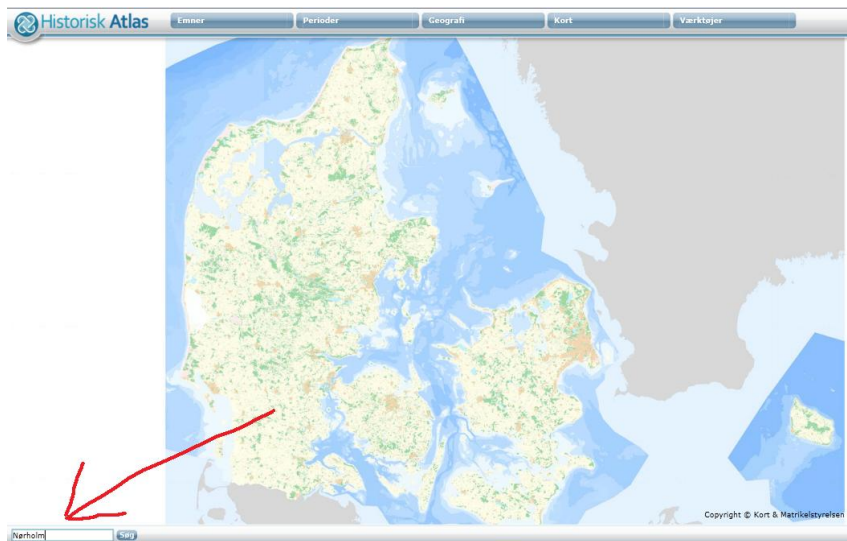 Historisk Atlas
Emner
Perioder
Geografi
Kort
Værktøjer
Copyright © Kort & Matrikelstyrelsen
Nørholm
Søg